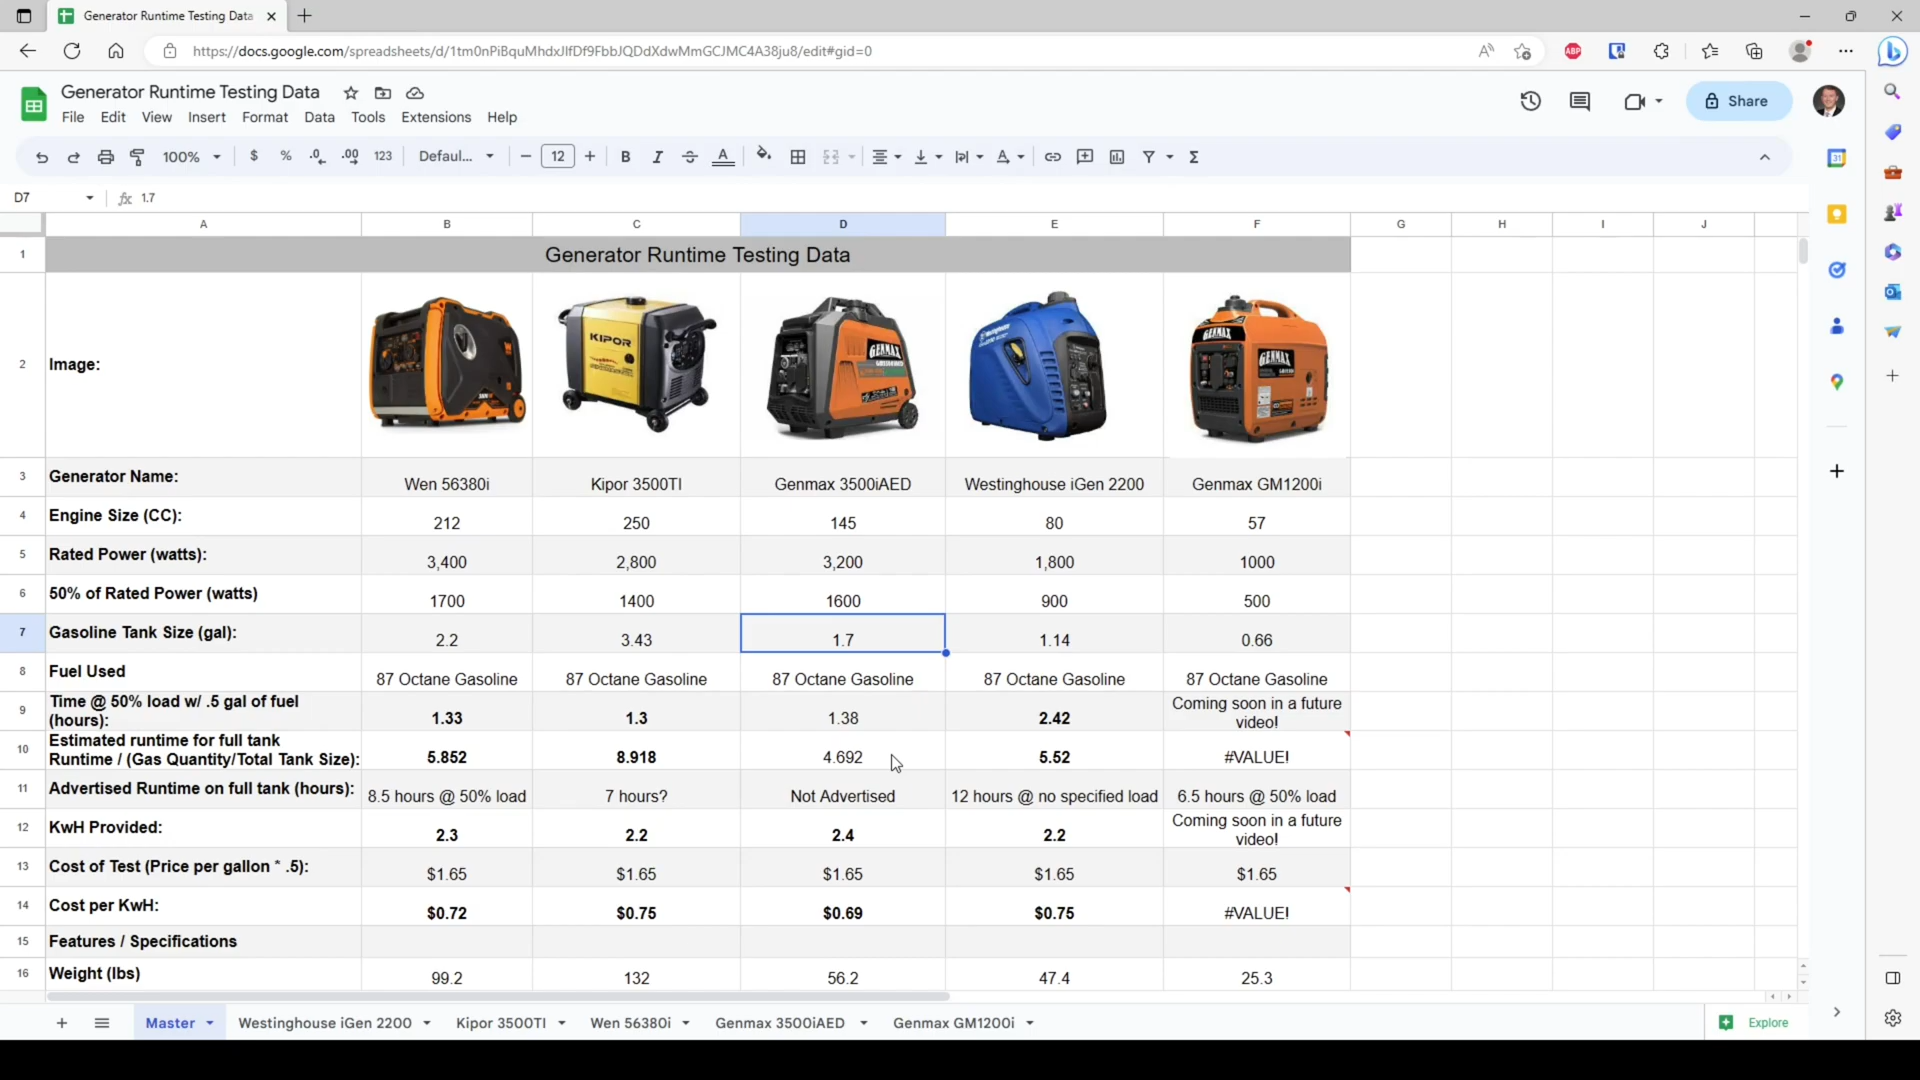 Generator Runtime Testing Data
https://docs.google.com/spreadsheets/d/1tm0nPiBquMhdxJlfDf9FbbJQDdXdwMmGCJMC4A38ju8/edit#gid=0
ABP
Generator Runtime Testing Data
Share
File Edit View Insert Format Data Tools Extensions Help
100% $ % .0 .00 123 Defaul... 12 B I A
D7 fx 1.7
A B C D E F G H I J
1 Generator Runtime Testing Data
KIPOR GENMAX Westinghouse GENMAX
2 Image:
3 Generator Name: Wen 56380i Kipor 3500TI Genmax 3500iAED Westinghouse iGen 2200 Genmax GM1200i
4 Engine Size (CC): 212 250 145 80 57
5 Rated Power (watts): 3,400 2,800 3,200 1,800 1000
6 50% of Rated Power (watts) 1700 1400 1600 900 500
7 Gasoline Tank Size (gal): 2.2 3.43 1.7 1.14 0.66
8 Fuel Used 87 Octane Gasoline 87 Octane Gasoline 87 Octane Gasoline 87 Octane Gasoline 87 Octane Gasoline
9 Time @ 50% load w/ .5 gal of fuel (hours): 1.33 1.3 1.38 2.42 Coming soon in a future video!
10 Estimated runtime for full tank Runtime / (Gas Quantity/Total Tank Size): 5.852 8.918 4.692 5.52 #VALUE!
11 Advertised Runtime on full tank (hours): 8.5 hours @ 50% load 7 hours? Not Advertised 12 hours @ no specified load 6.5 hours @ 50% load
12 KwH Provided: 2.3 2.2 2.4 2.2 Coming soon in a future video!
13 Cost of Test (Price per gallon * .5): $1.65 $1.65 $1.65 $1.65 $1.65
14 Cost per KwH: $0.72 $0.75 $0.69 $0.75 #VALUE!
15 Features / Specifications
16 Weight (lbs) 99.2 132 56.2 47.4 25.3
Master Westinghouse iGen 2200 Kipor 3500TI Wen 56380i Genmax 3500iAED Genmax GM1200i Explore